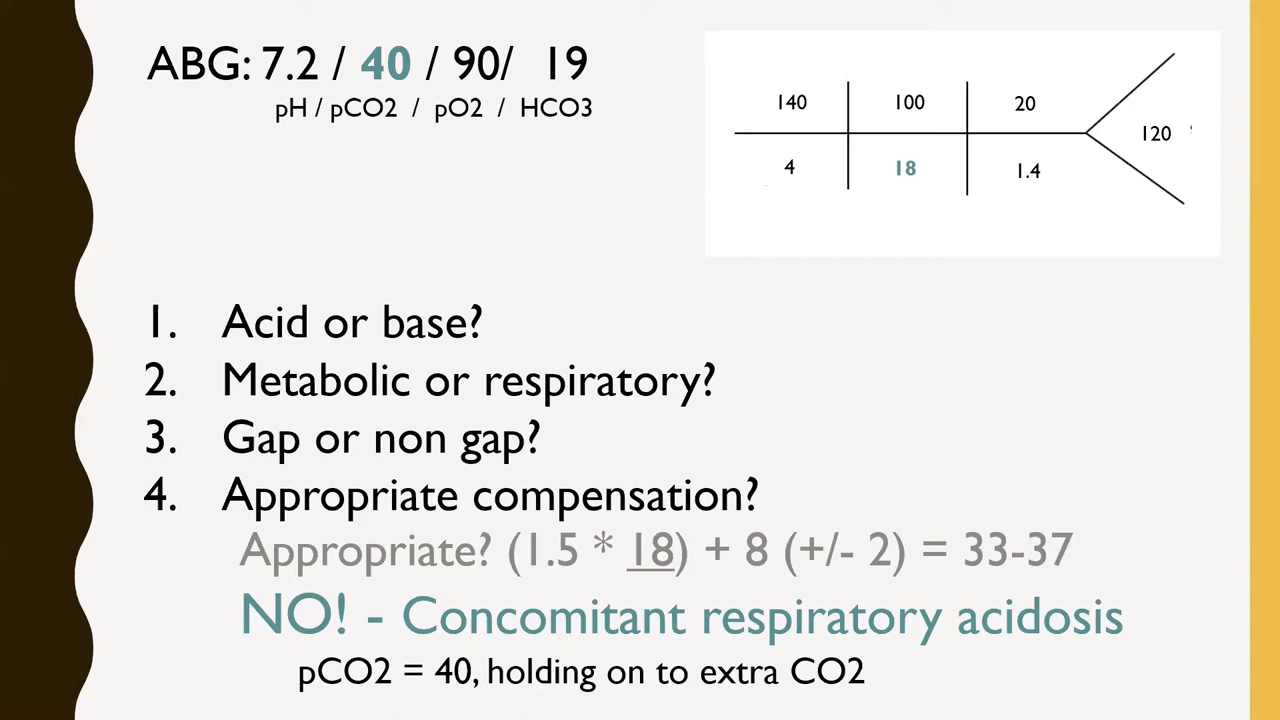 ABG: 7.2 / 40 / 90/ 19
pH / pCO2 / pO2 / HCO3
140 100 20
120
4 18 1.4
1. Acid or base?
2. Metabolic or respiratory?
3. Gap or non gap?
4. Appropriate compensation?
Appropriate? (1.5 * 18) + 8 (+/- 2) = 33-37
NO! - Concomitant respiratory acidosis
pCO2 = 40, holding on to extra CO2